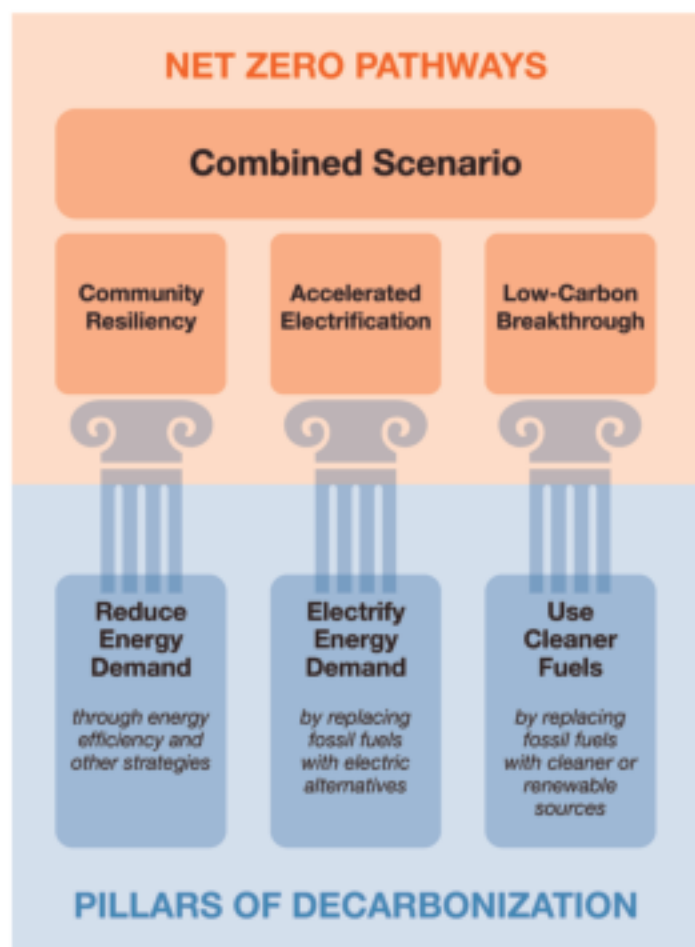 NET ZERO PATHWAYS
Combined Scenario
Community
Resiliency
Accelerated
Electrification
Low-Carbon
Breakthrough
Reduce
Energy
Demand
through energy
efficiency and
other strategies
Electrify
Energy
Demand
by replacing
fossil fuels
with electric
alternatives
Use
Cleaner
Fuels
by replacing
fossil fuels
with cleaner or
renewable
sources
PILLARS OF DECARBONIZATION